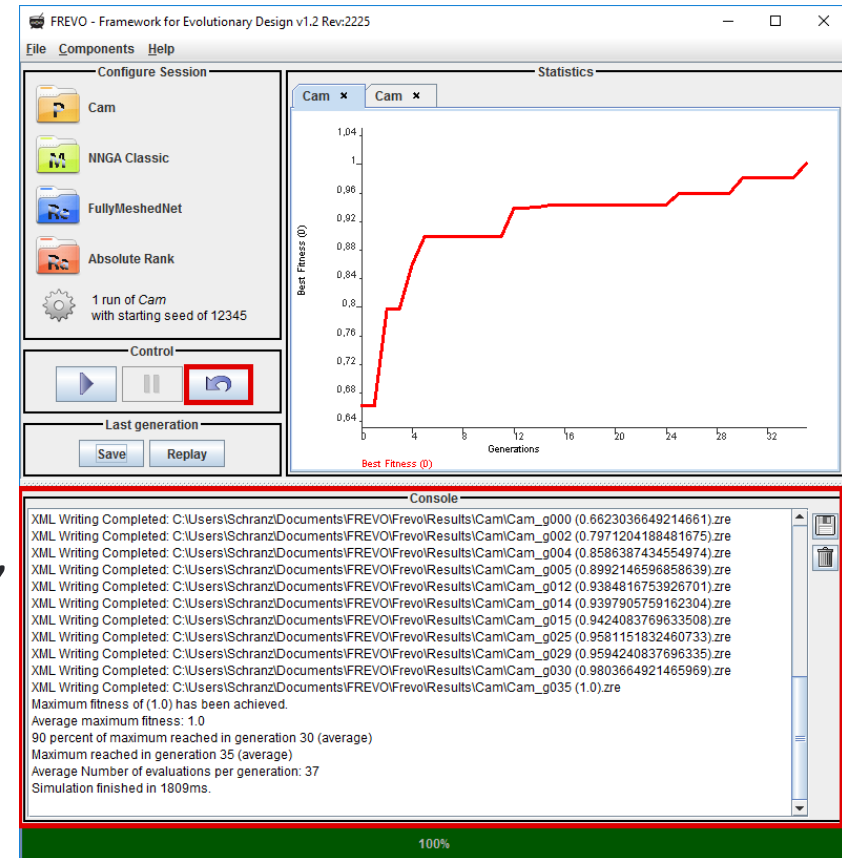 FREVO - Framework for Evolutionary Design v1.2 Rev:2225
File Components Help
Configure Session
P Cam
M NNGA Classic
Re FullyMeshedNet
Re Absolute Rank
1 run of Cam
with starting seed of 12345
Control
Last generation
Save Replay
Statistics
Cam × Cam ×
1,04
1
0,96
0,92
0,88
0,84
0,8
0,76
0,72
0,68
0,64
Best Fitness (0)
0 4 8 12 16 20 24 28 32
Generations
Best Fitness (0)
Console
XML Writing Completed: C:\Users\Schranz\Documents\FREVO\Frevo\Results\Cam\Cam_g000 (0.6623036649214661).zre
XML Writing Completed: C:\Users\Schranz\Documents\FREVO\Frevo\Results\Cam\Cam_g002 (0.7971204188481675).zre
XML Writing Completed: C:\Users\Schranz\Documents\FREVO\Frevo\Results\Cam\Cam_g004 (0.8586387434554974).zre
XML Writing Completed: C:\Users\Schranz\Documents\FREVO\Frevo\Results\Cam\Cam_g005 (0.8992146596858639).zre
XML Writing Completed: C:\Users\Schranz\Documents\FREVO\Frevo\Results\Cam\Cam_g012 (0.9384816753926701).zre
XML Writing Completed: C:\Users\Schranz\Documents\FREVO\Frevo\Results\Cam\Cam_g014 (0.9397905759162304).zre
XML Writing Completed: C:\Users\Schranz\Documents\FREVO\Frevo\Results\Cam\Cam_g015 (0.9424083769633508).zre
XML Writing Completed: C:\Users\Schranz\Documents\FREVO\Frevo\Results\Cam\Cam_g025 (0.9581151832460733).zre
XML Writing Completed: C:\Users\Schranz\Documents\FREVO\Frevo\Results\Cam\Cam_g029 (0.9594240837696335).zre
XML Writing Completed: C:\Users\Schranz\Documents\FREVO\Frevo\Results\Cam\Cam_g030 (0.9803664921465969).zre
XML Writing Completed: C:\Users\Schranz\Documents\FREVO\Frevo\Results\Cam\Cam_g035 (1.0).zre
Maximum fitness of (1.0) has been achieved.
Average maximum fitness: 1.0
90 percent of maximum reached in generation 30 (average)
Maximum reached in generation 35 (average)
Average Number of evaluations per generation: 37
Simulation finished in 1809ms.
100%